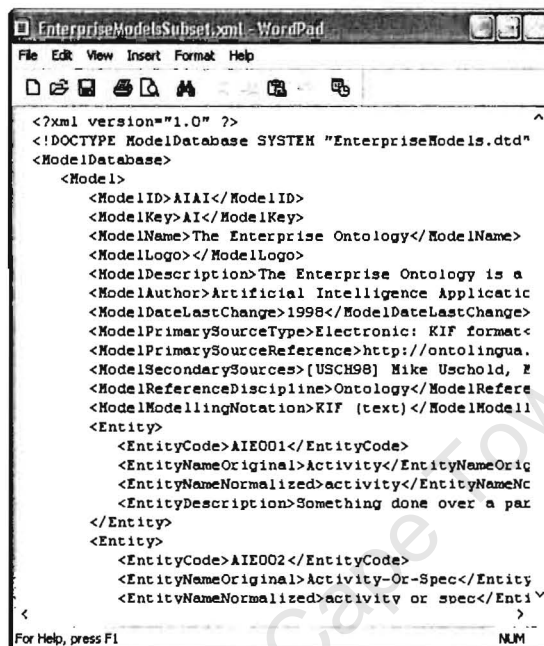 EnterpriseModelsSubset.xml - WordPad
File Edit View Insert Format Help
<?xml version="1.0" ?>
<!DOCTYPE ModelDatabase SYSTEM "EnterpriseModels.dtd"
<ModelDatabase>
<Model>
<ModelID>AIAI</ModelID>
<ModelKey>AI</ModelKey>
<ModelName>The Enterprise Ontology</ModelName>
<ModelLogo></ModelLogo>
<ModelDescription>The Enterprise Ontology is a
<ModelAuthor>Artificial Intelligence Applicatic
<ModelDateLastChange>1998</ModelDateLastChange>
<ModelPrimarySourceType>Electronic: KIF format<
<ModelPrimarySourceReference>http://ontolingua.
<ModelSecondarySources>[USCH98] Mike Uschold, M
<ModelReferenceDiscipline>Ontology</ModelRefere
<ModelModellingNotation>KIF (text)</ModelModell
<Entity>
<EntityCode>AIE001</EntityCode>
<EntityNameOriginal>Activity</EntityNameOrig
<EntityNameNormalized>activity</EntityNameNo
<EntityDescription>Something done over a par
</Entity>
<Entity>
<EntityCode>AIE002</EntityCode>
<EntityNameOriginal>Activity-Or-Spec</Entity
<EntityNameNormalized>activity or spec</Enti
For Help, press F1 NUM
Cape Tow